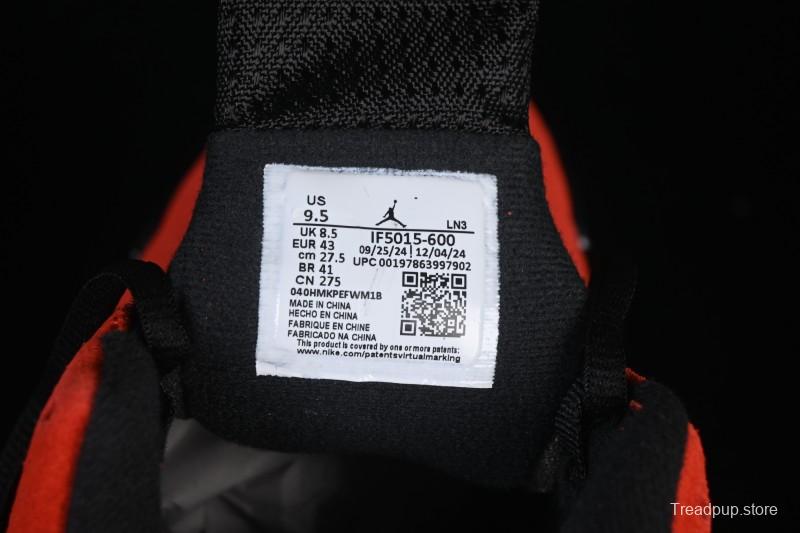 US
9.5
LN3
UK 8.5
IF5015-600
EUR 43
09/25/24 | 12/04/24
cm 27.5
UPC 00197863997902
BR 41
CN 275
040HMKPEFWM1B
MADE IN CHINA
HECHO EN CHINA
FABRIQUE EN CHINE
FABRICADO NA CHINA
This product is covered by one or more patents:
www.nike.com/patentsvirtualmarking
Treadpup.store